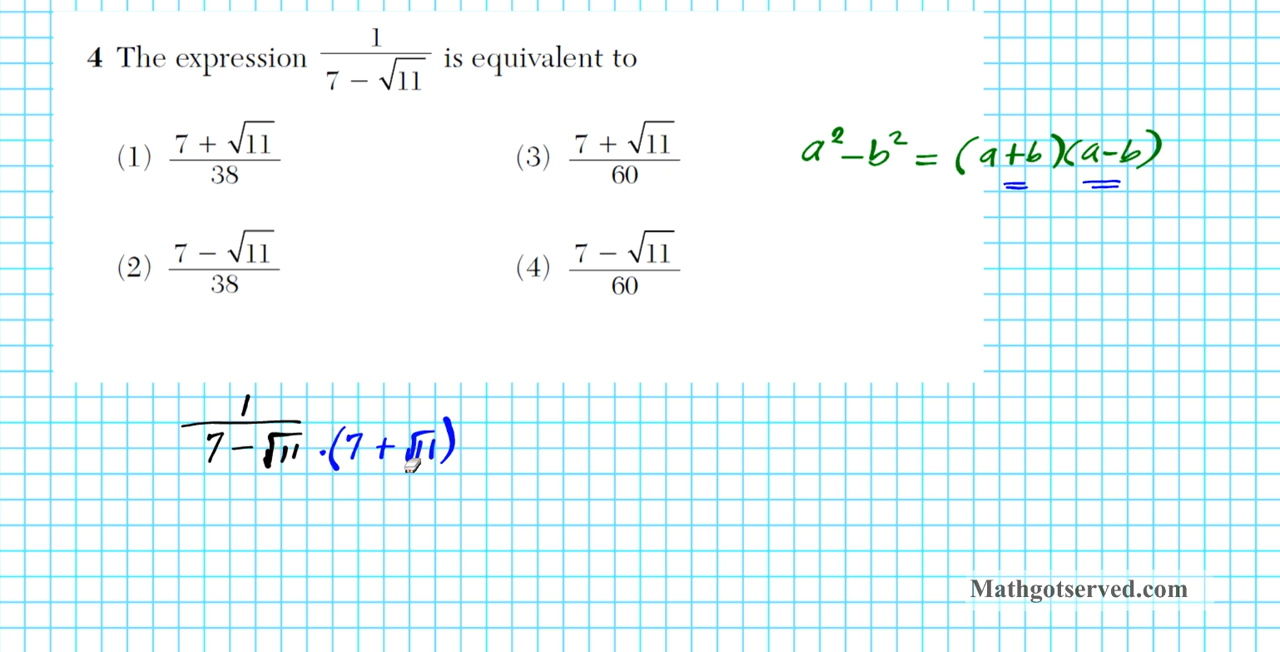 4 The expression 1/(7 − √11) is equivalent to
(1) (7 + √11)/38
(3) (7 + √11)/60
(2) (7 − √11)/38
(4) (7 − √11)/60
a² − b² = (a+b)(a−b)
1/(7 − √11) · (7 + √11)
Mathgotserved.com